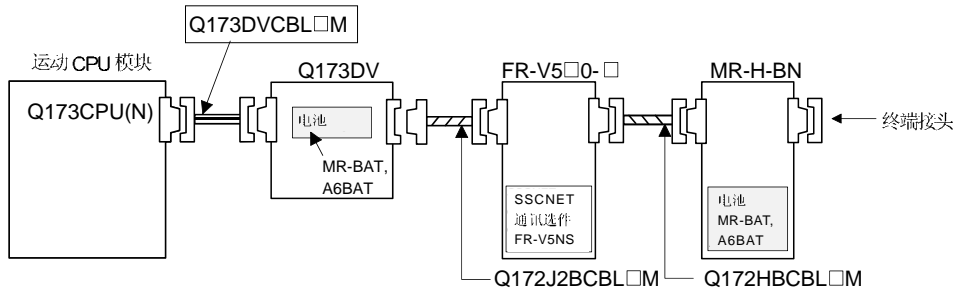 Q173DVCBL□M
运动 CPU 模块
Q173CPU(N)
Q173DV
电池
MR-BAT,
A6BAT
FR-V5□0-□
SSCNET
通讯选件
FR-V5NS
MR-H-BN
电池
MR-BAT,
A6BAT
终端接头
Q172J2BCBL□M
Q172HBCBL□M